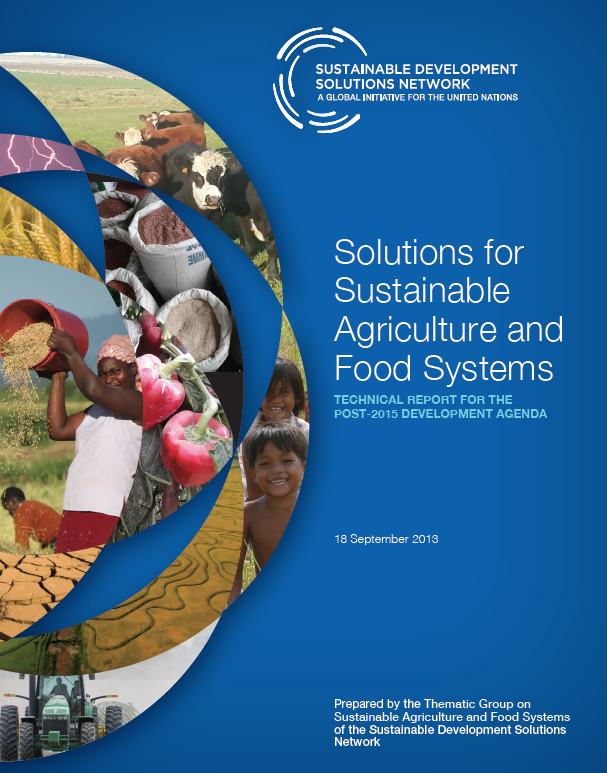 SUSTAINABLE DEVELOPMENT
SOLUTIONS NETWORK
A GLOBAL INITIATIVE FOR THE UNITED NATIONS
Solutions for
Sustainable
Agriculture and
Food Systems
TECHNICAL REPORT FOR THE
POST-2015 DEVELOPMENT AGENDA
18 September 2013
Prepared by the Thematic Group on
Sustainable Agriculture and Food Systems
of the Sustainable Development Solutions
Network